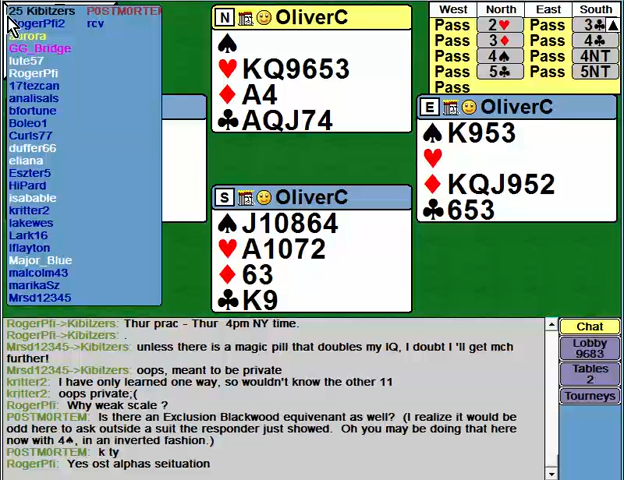 25 Kibitzers P0STM0RTEM
RogerPfi2 rcv
aurora
GG_Bridge
lute57
RogerPfi
17tezcan
analisals
bfortune
Boleo1
Curls77
duffer66
eliana
Eszter5
HiPard
isabable
kritter2
lakewes
Lark16
lflayton
Major_Blue
malcolm43
marikaSz
Mrsd12345
N OliverC
♠
♥ KQ9653
♦ A4
♣ AQJ74
West North East South
Pass 2♥ Pass 3♣▲
Pass 3♦ Pass 4♣
Pass 4♠ Pass 4NT
Pass 5♣ Pass 5NT
Pass
E OliverC
♠ K953
♥
♦ KQJ952
♣ 653
S OliverC
♠ J10864
♥ A1072
♦ 63
♣ K9
RogerPfi->Kibitzers: Thur prac - Thur 4pm NY time.
RogerPfi->Kibitzers: .
Mrsd12345->Kibitzers: unless there is a magic pill that doubles my IQ, I doubt I 'll get mch
further!
Mrsd12345->Kibitzers: oops, meant to be private
kritter2: I have only learned one way, so wouldn't know the other 11
kritter2: oops private;(
RogerPfi: Why weak scale ?
P0STM0RTEM: Is there an Exclusion Blackwood equivenant as well? (I realize it would be
odd here to ask outside a suit the responder just showed. Oh you may be doing that here
now with 4♠, in an inverted fashion.)
P0STM0RTEM: k ty
RogerPfi: Yes ost alphas seituation
Chat
Lobby
9683
Tables
2
Tourneys